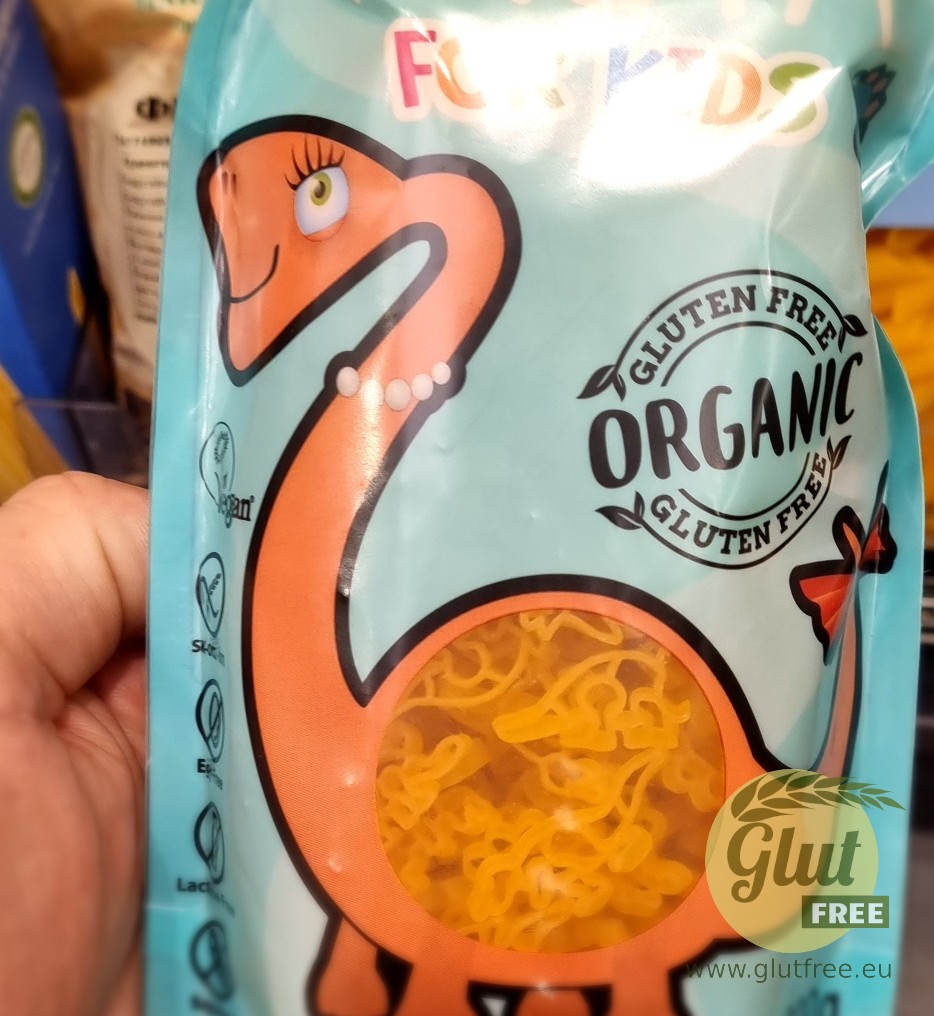 FOR KIDS
GLUTEN FREE
ORGANIC
GLUTEN FREE
Vegan
Glut
FREE
www.glutfree.eu